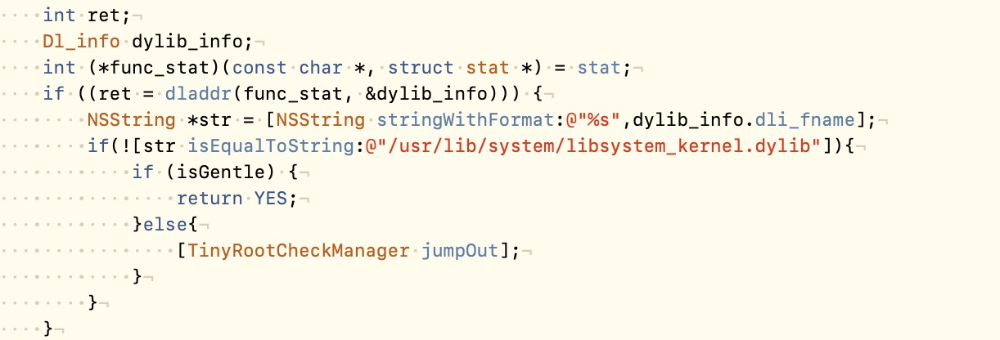 int ret;
    Dl_info dylib_info;
    int (*func_stat)(const char *, struct stat *) = stat;
    if ((ret = dladdr(func_stat, &dylib_info))) {
        NSString *str = [NSString stringWithFormat:@"%s",dylib_info.dli_fname];
        if(![str isEqualToString:@"/usr/lib/system/libsystem_kernel.dylib"]){
            if (isGentle) {
                return YES;
            }else{
                [TinyRootCheckManager jumpOut];
            }
        }
    }